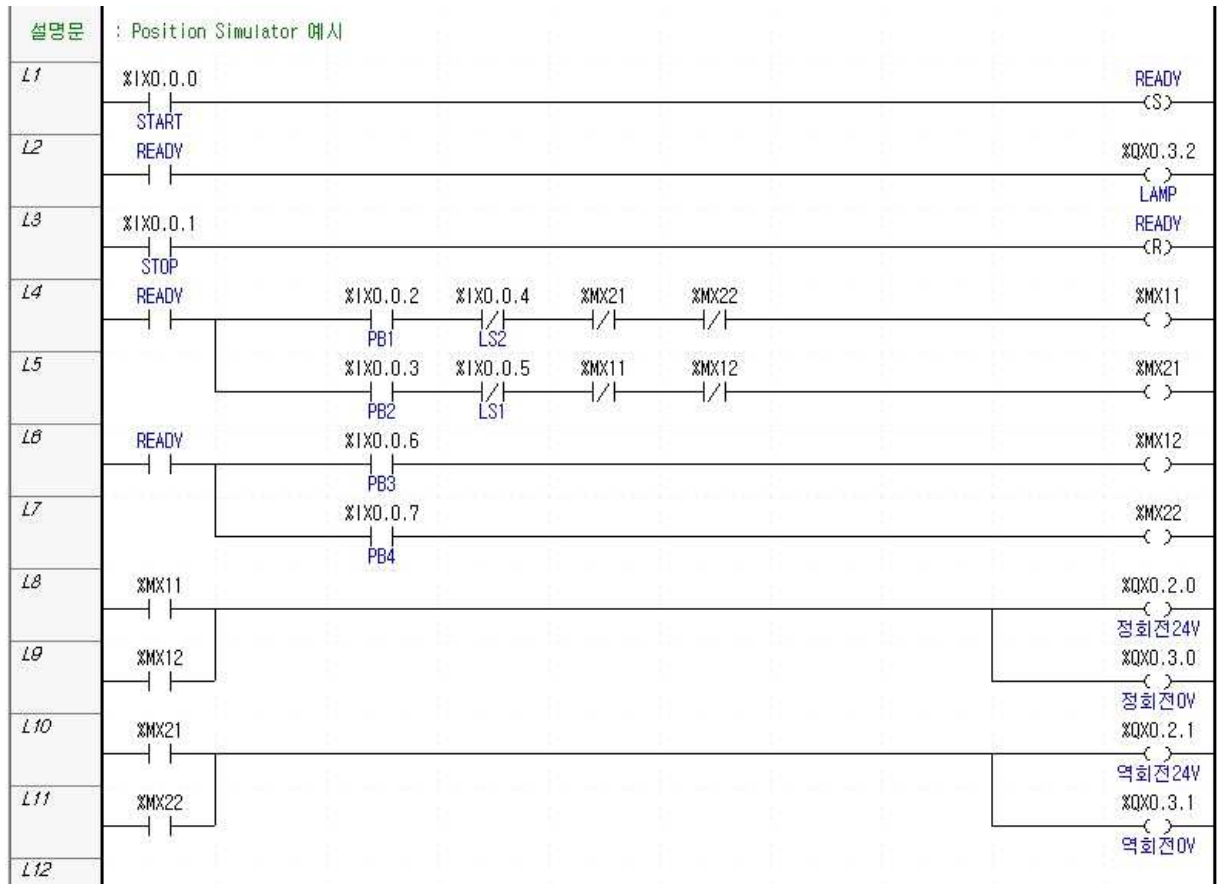 설명문 : Position Simulator 예시
L1 %IX0.0.0 READY
(S)
START
L2 READY %QX0.3.2
LAMP
L3 %IX0.0.1 READY
(R)
STOP
L4 READY %IX0.0.2 %IX0.0.4 %MX21 %MX22 %MX11
PB1 LS2
L5 %IX0.0.3 %IX0.0.5 %MX11 %MX12 %MX21
PB2 LS1
L6 READY %IX0.0.6 %MX12
PB3
L7 %IX0.0.7 %MX22
PB4
L8 %MX11 %QX0.2.0
정회전24V
L9 %MX12 %QX0.3.0
정회전0V
L10 %MX21 %QX0.2.1
역회전24V
L11 %MX22 %QX0.3.1
역회전0V
L12